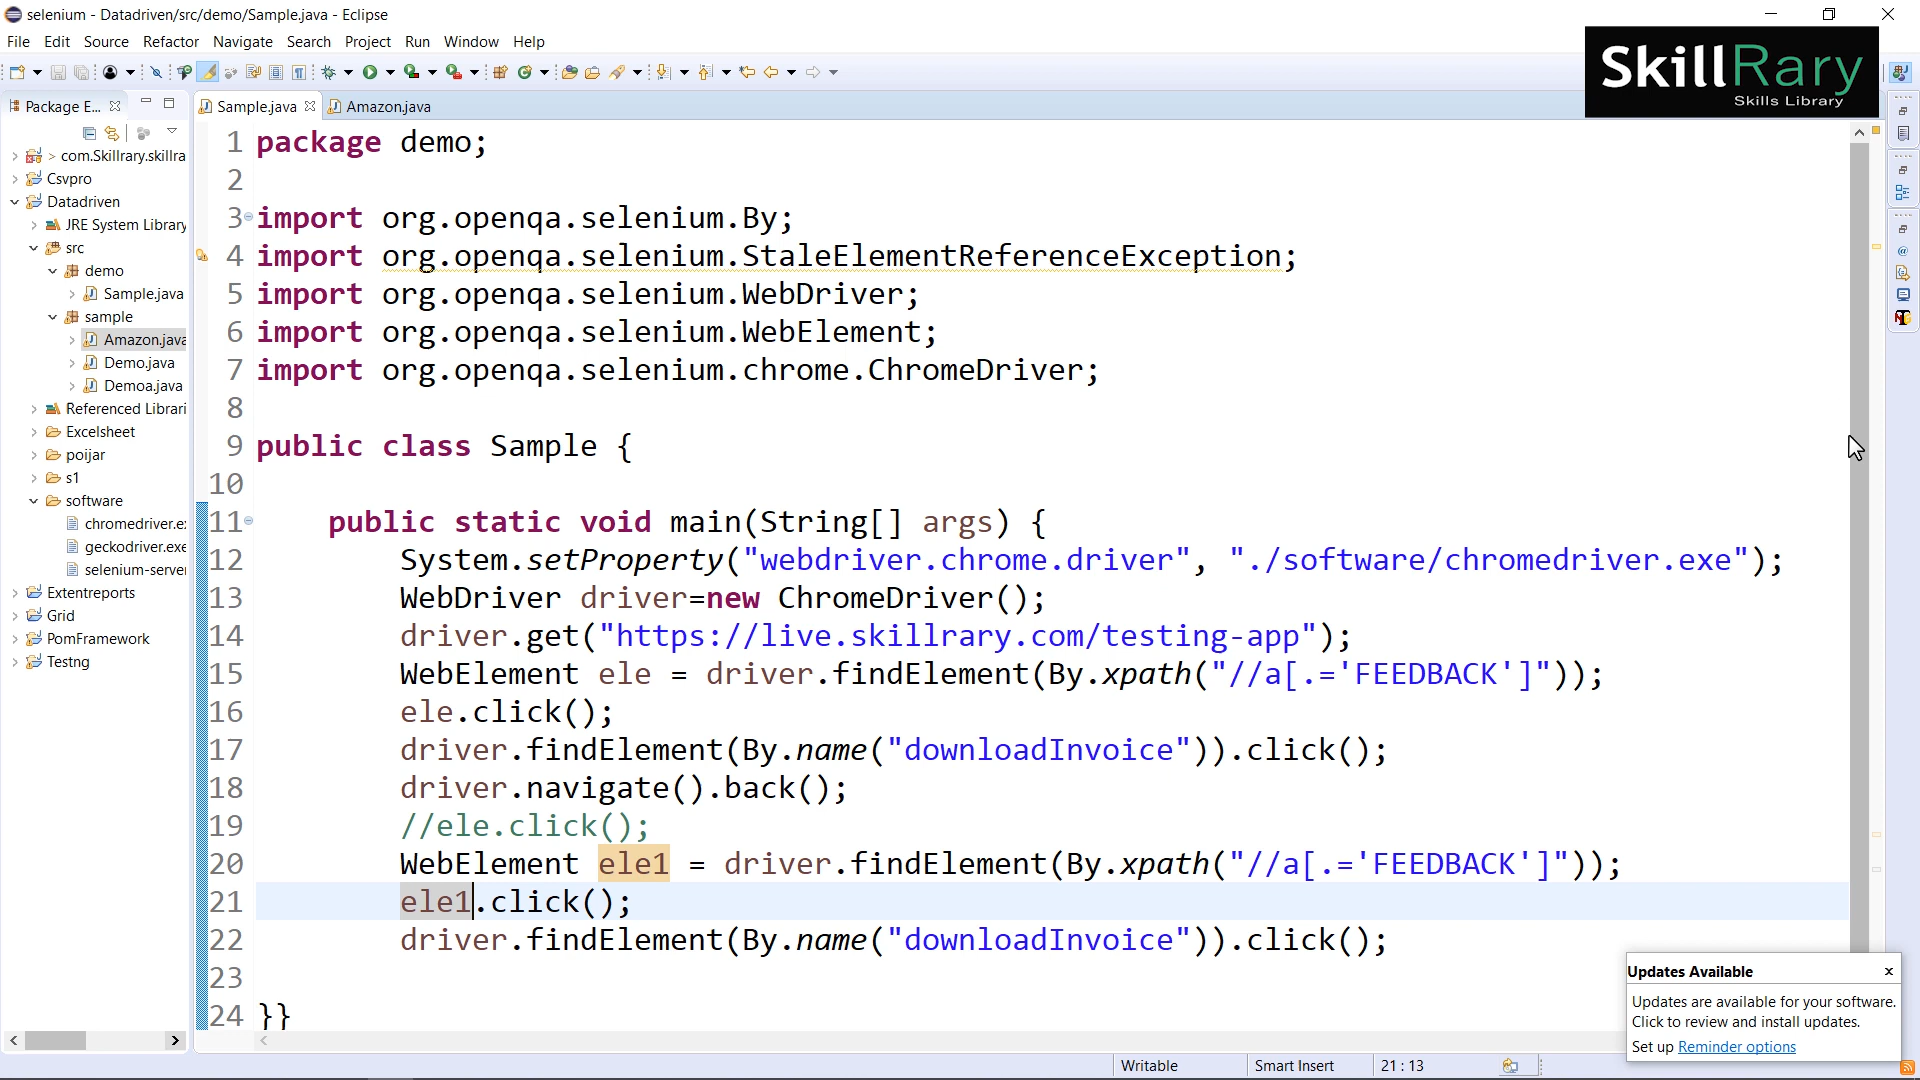 selenium - Datadriven/src/demo/Sample.java - Eclipse
File Edit Source Refactor Navigate Search Project Run Window Help
SkillRary
Skills Library
Package E...
Sample.java
Amazon.java
> com.Skillrary.skillra
Csvpro
Datadriven
JRE System Library
src
demo
Sample.java
sample
Amazon.java
Demo.java
Demoa.java
Referenced Librari
Excelsheet
poijar
s1
software
chromedriver.e
geckodriver.exe
selenium-server
Extentreports
Grid
PomFramework
Testng
1 package demo;
2
3 import org.openqa.selenium.By;
4 import org.openqa.selenium.StaleElementReferenceException;
5 import org.openqa.selenium.WebDriver;
6 import org.openqa.selenium.WebElement;
7 import org.openqa.selenium.chrome.ChromeDriver;
8
9 public class Sample {
10
11 public static void main(String[] args) {
12 System.setProperty("webdriver.chrome.driver", "./software/chromedriver.exe");
13 WebDriver driver=new ChromeDriver();
14 driver.get("https://live.skillrary.com/testing-app");
15 WebElement ele = driver.findElement(By.xpath("//a[.='FEEDBACK']"));
16 ele.click();
17 driver.findElement(By.name("downloadInvoice")).click();
18 driver.navigate().back();
19 //ele.click();
20 WebElement ele1 = driver.findElement(By.xpath("//a[.='FEEDBACK']"));
21 ele1.click();
22 driver.findElement(By.name("downloadInvoice")).click();
23
24 }}
Updates Available
Updates are available for your software.
Click to review and install updates.
Set up Reminder options
Writable
Smart Insert
21 : 13